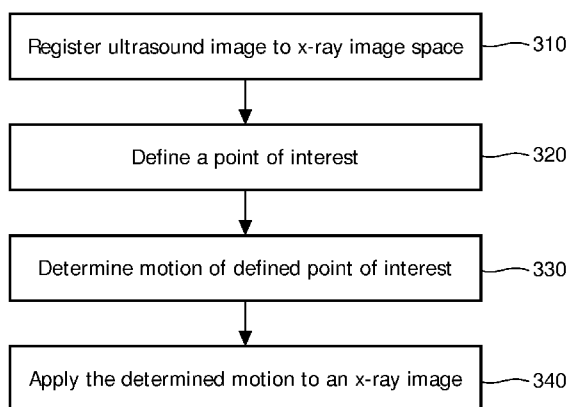 Register ultrasound image to x-ray image space 310
Define a point of interest 320
Determine motion of defined point of interest 330
Apply the determined motion to an x-ray image 340